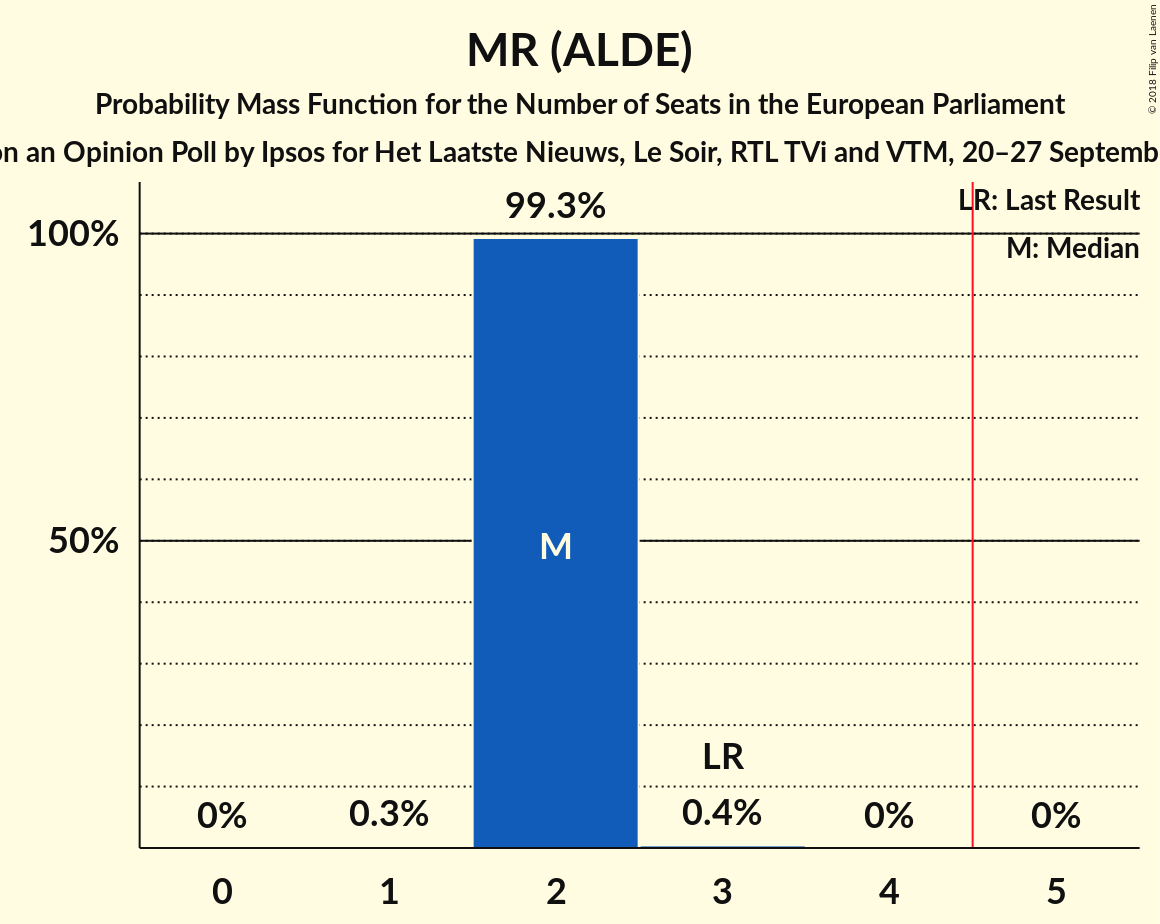 MR (ALDE)
Probability Mass Function for the Number of Seats in the European Parliament
an Opinion Poll by Ipsos for Het Laatste Nieuws, Le Soir, RTL TVi and VTM, 20–27
© 2018 Filip van Laenen
LR: Last Result
M: Median
99.3%
100%
50%
M
LR
0%
0.3%
0.4%
0%
0%
0
1
2
3
4
5